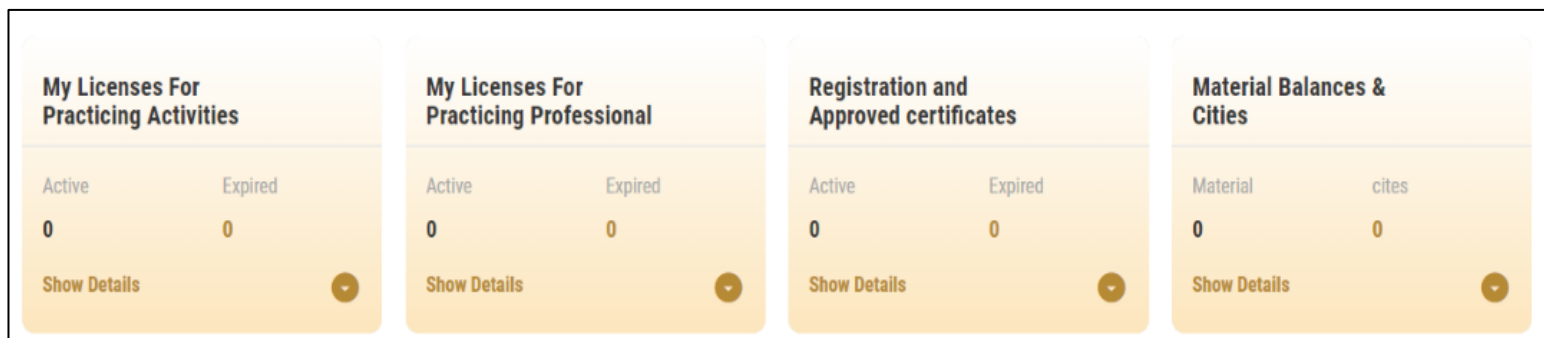 My Licenses For
Practicing Activities
Active Expired
0 0
Show Details
My Licenses For
Practicing Professional
Active Expired
0 0
Show Details
Registration and
Approved certificates
Active Expired
0 0
Show Details
Material Balances &
Cities
Material cites
0 0
Show Details